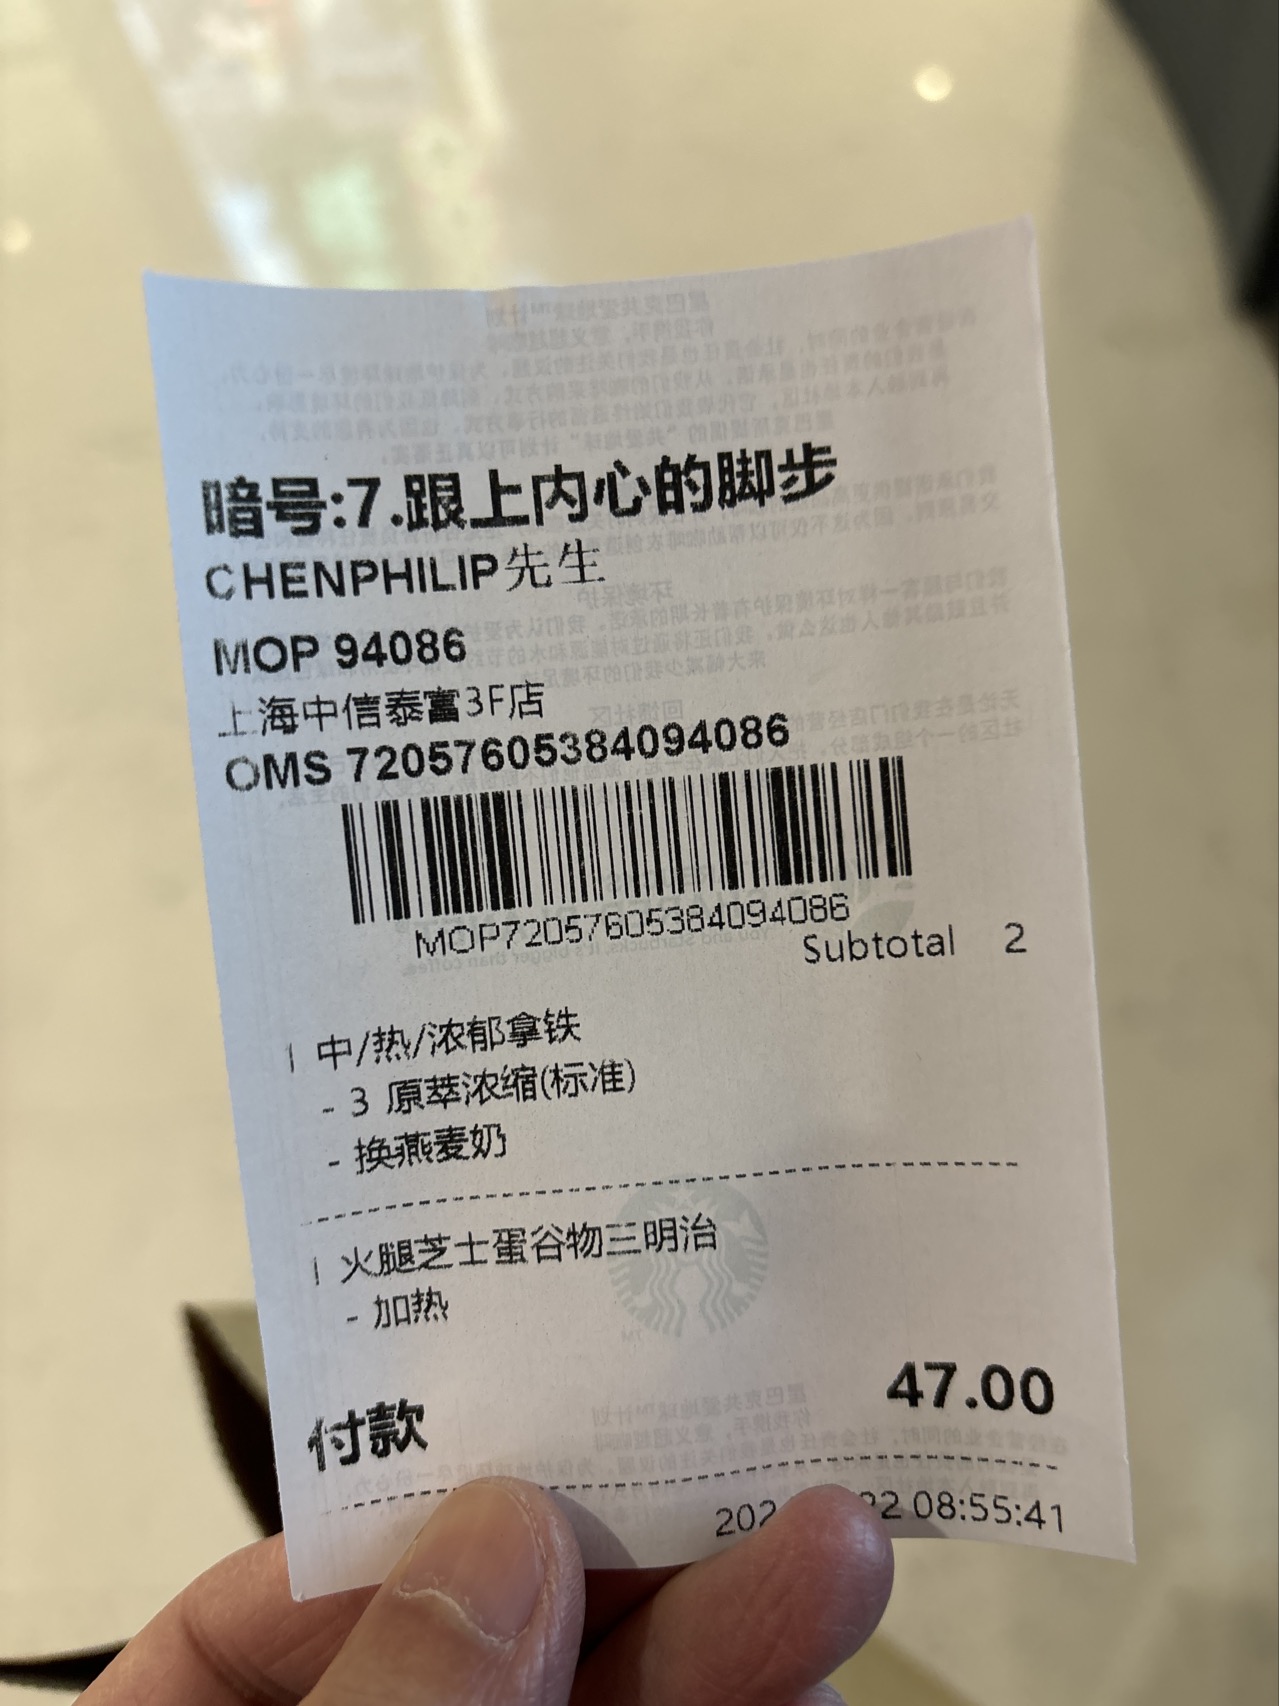 暗号:7.跟上内心的脚步
CHENPHILIP先生
MOP 94086
上海中信泰富3F店
OMS 72057605384094086
MOP72057605384094086
Subtotal 2
1 中/热/浓郁拿铁
- 3 原萃浓缩(标准)
- 换燕麦奶
1 火腿芝士蛋谷物三明治
- 加热
付款 47.00
08:55:41